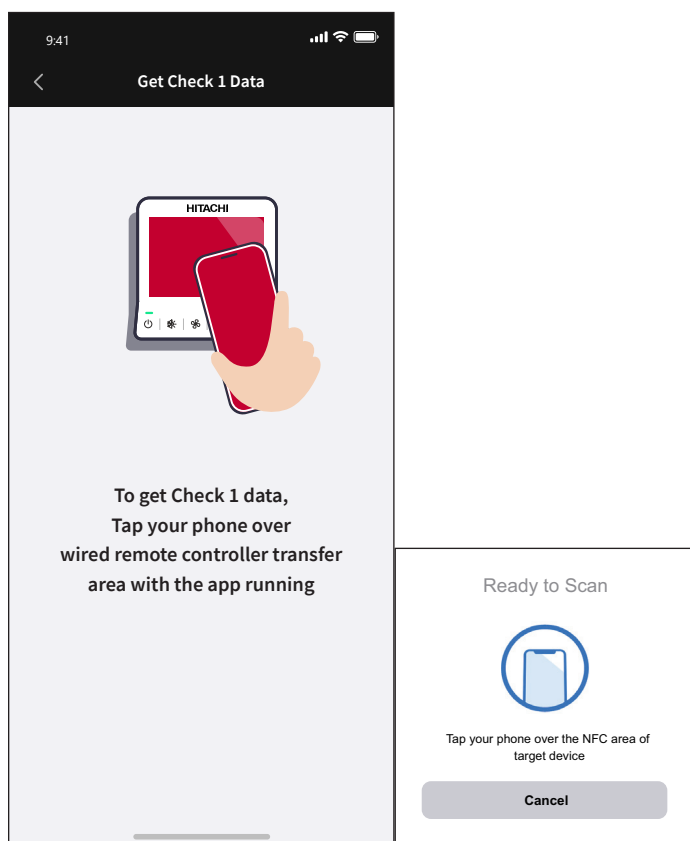 9:41
Get Check 1 Data
HITACHI
To get Check 1 data,
Tap your phone over
wired remote controller transfer
area with the app running
Ready to Scan
Tap your phone over the NFC area of
target device
Cancel